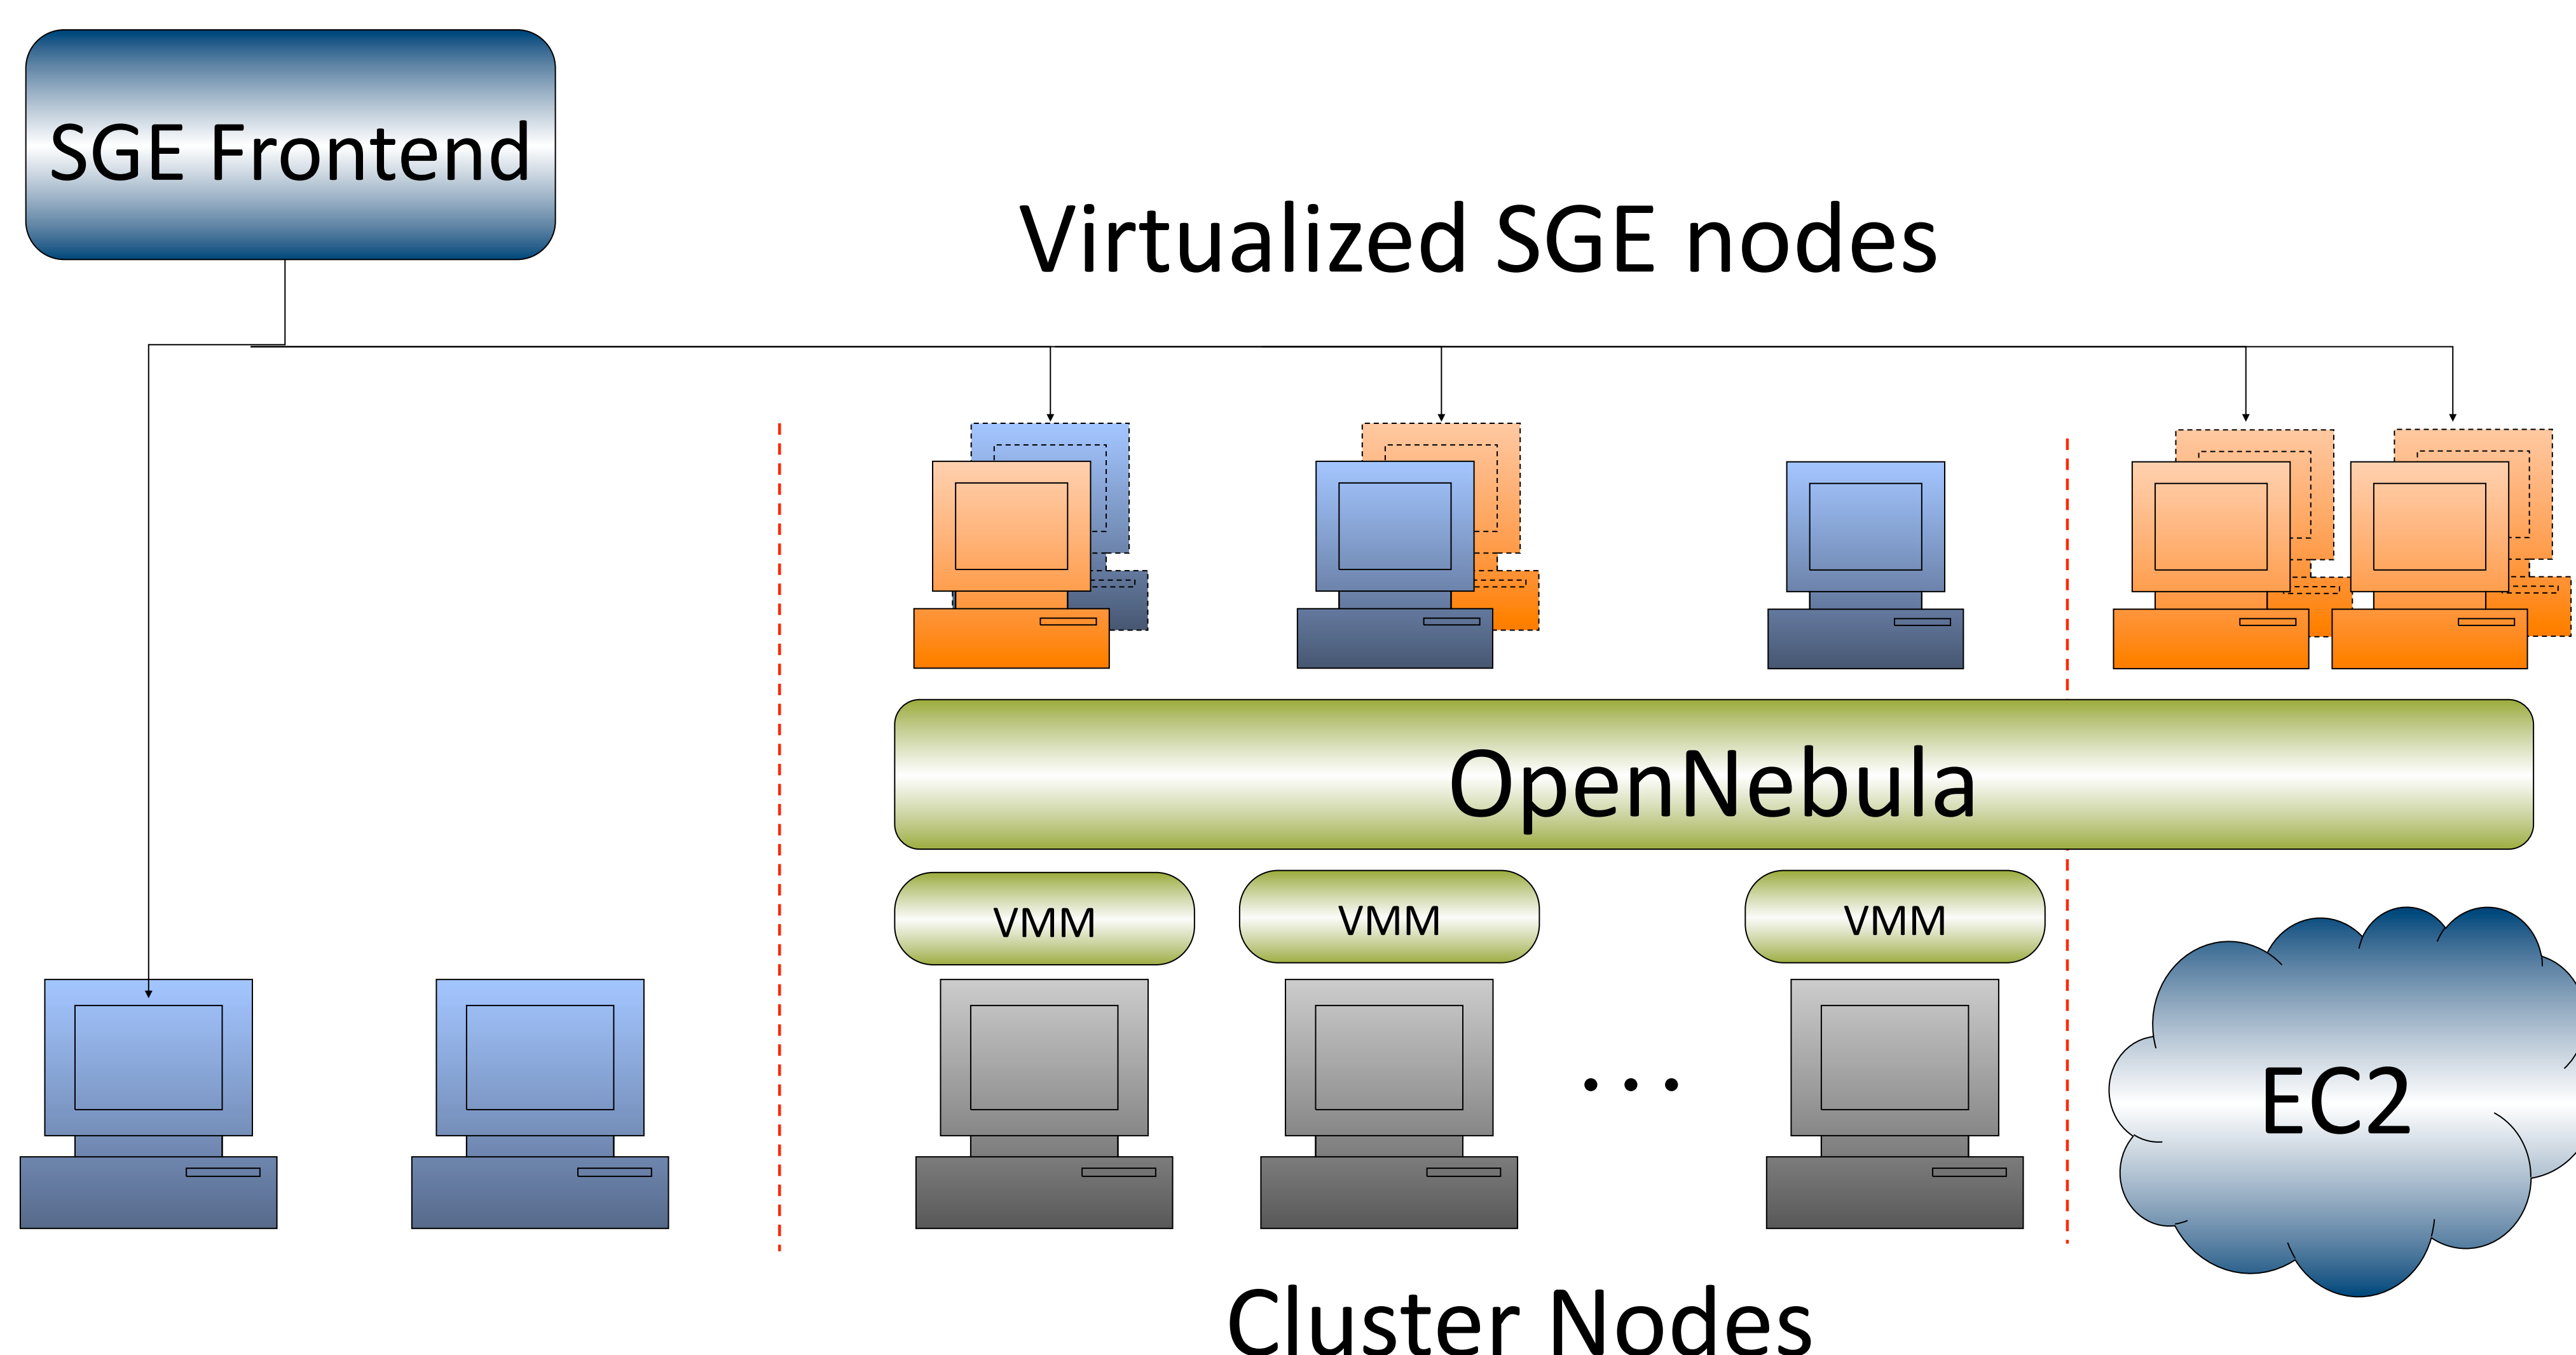 SGE Frontend
Virtualized SGE nodes
OpenNebula
VMM
VMM
VMM
...
EC2
Cluster Nodes